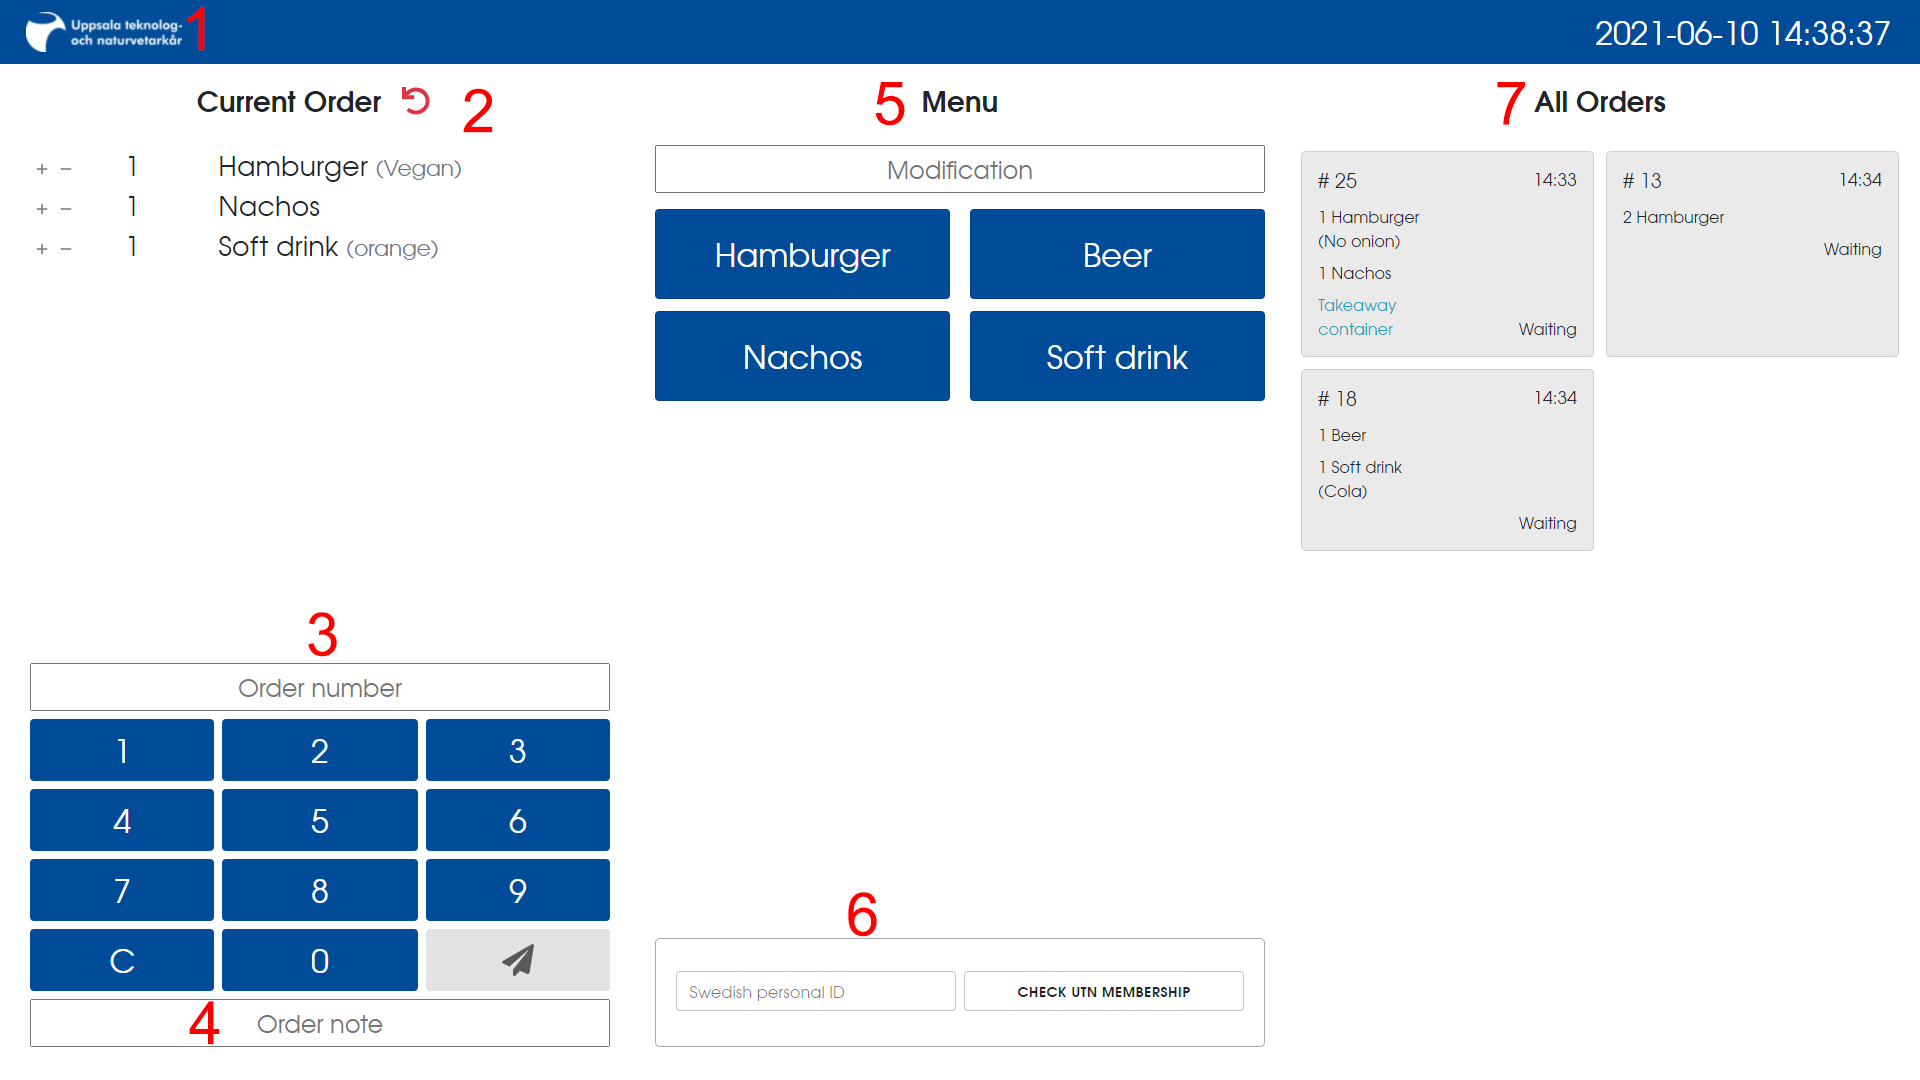 Uppsala teknolog-
och naturvetarkår
1
2021-06-10 14:38:37
Current Order
2
+ - 1 Hamburger (Vegan)
+ - 1 Nachos
+ - 1 Soft drink (orange)
3
Order number
1 2 3
4 5 6
7 8 9
C 0
4
Order note
5
Menu
Modification
Hamburger Beer
Nachos Soft drink
6
Swedish personal ID
CHECK UTN MEMBERSHIP
7
All Orders
# 25 14:33
1 Hamburger
(No onion)
1 Nachos
Takeaway
container
Waiting
# 13 14:34
2 Hamburger
Waiting
# 18 14:34
1 Beer
1 Soft drink
(Cola)
Waiting